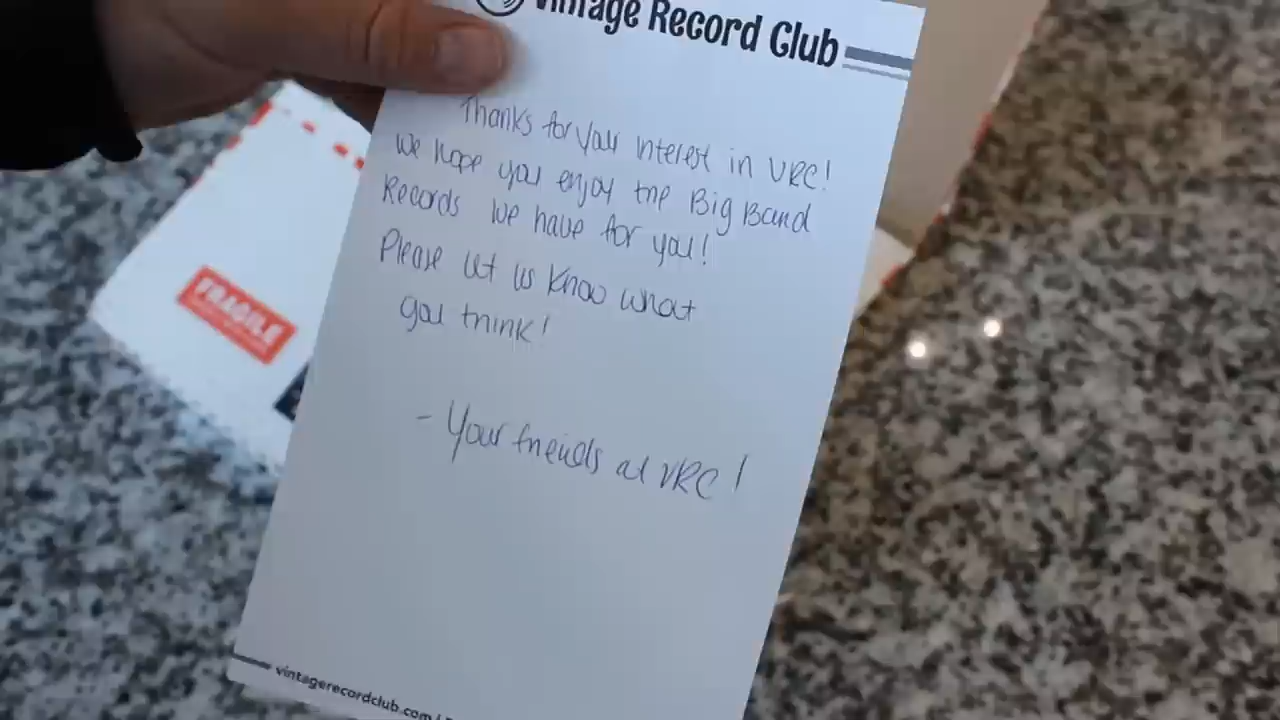 Vintage Record Club
Thanks for your interest in VRC!
We hope you enjoy the Big Band
Records We have for you!
Please let us know what
you think!
- Your friends at VRC!
vintagerecordclub.com |
FRAGILE